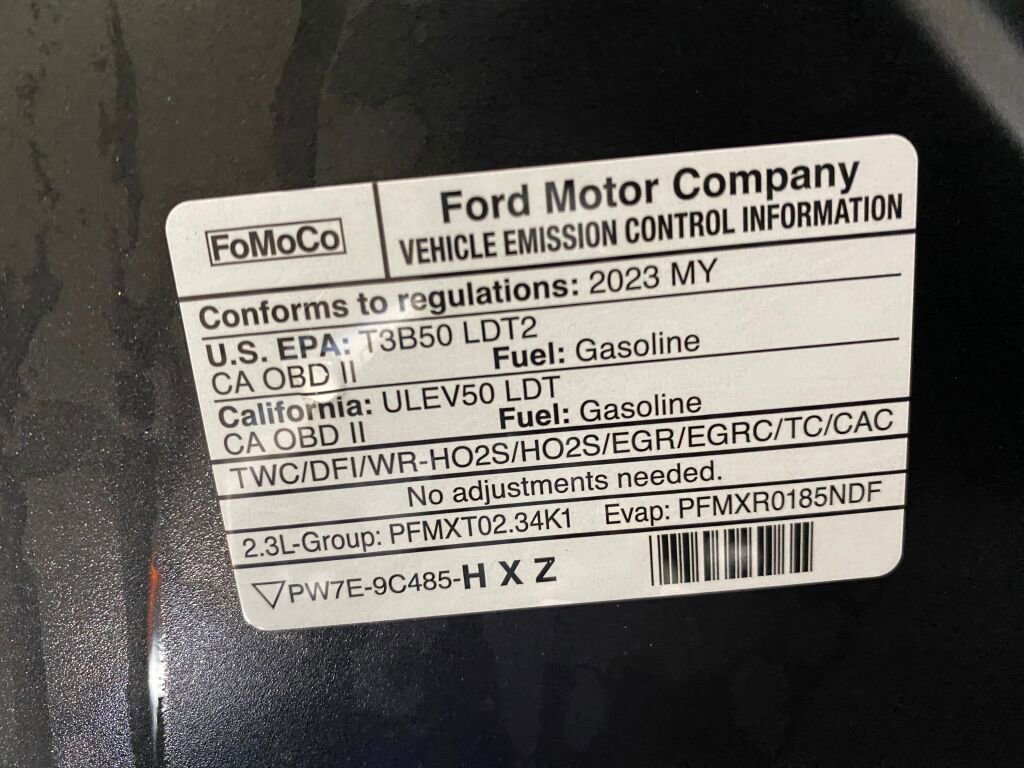 FoMoCo
Ford Motor Company
VEHICLE EMISSION CONTROL INFORMATION
Conforms to regulations: 2023 MY
U.S. EPA: T3B50 LDT2
CA OBD II Fuel: Gasoline
California: ULEV50 LDT
CA OBD II Fuel: Gasoline
TWC/DFI/WR-HO2S/HO2S/EGR/EGRC/TC/CAC
No adjustments needed.
2.3L-Group: PFMXT02.34K1 Evap: PFMXR0185NDF
PW7E-9C485-H X Z